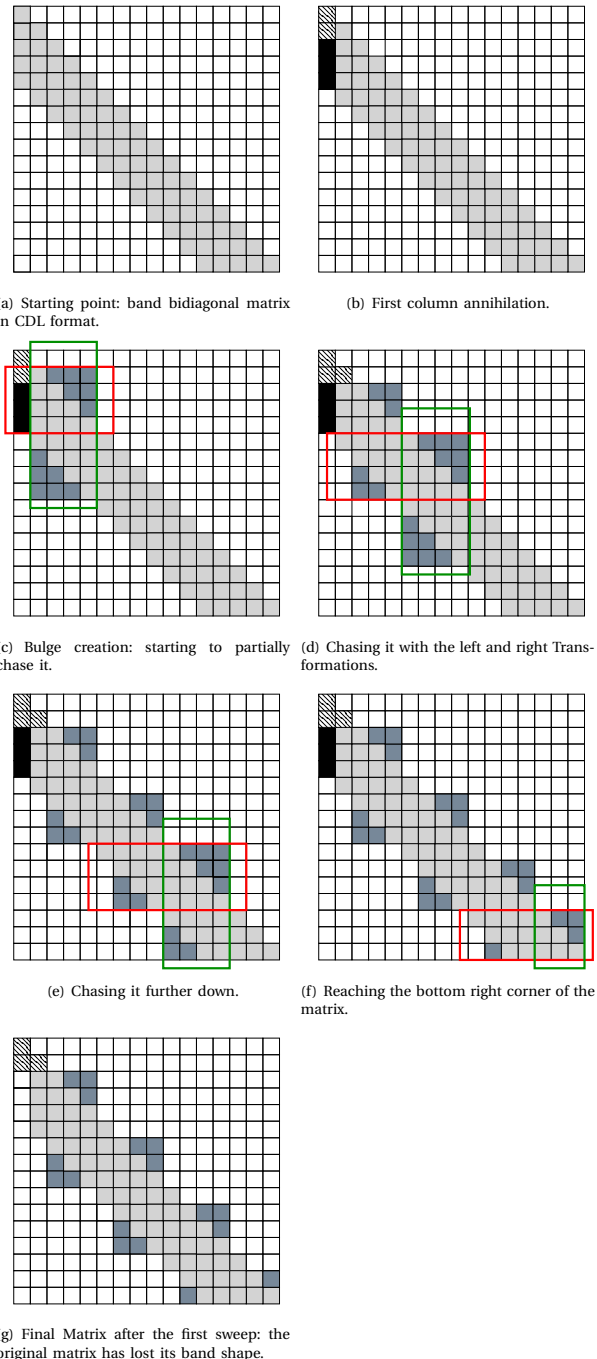 (a) Starting point: band bidiagonal matrix
in CDL format.
(b) First column annihilation.
(c) Bulge creation: starting to partially
chase it.
(d) Chasing it with the left and right Trans-
formations.
(e) Chasing it further down.
(f) Reaching the bottom right corner of the
matrix.
(g) Final Matrix after the first sweep: the
original matrix has lost its band shape.